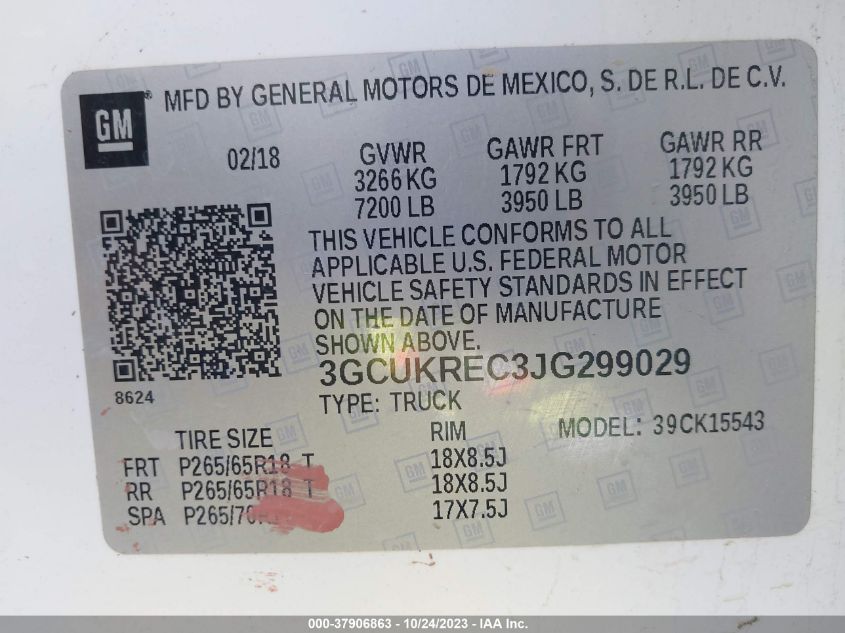 GM ® MFD BY GENERAL MOTORS DE MEXICO, S. DE R.L. DE C.V.
02/18 GVWR GAWR FRT GAWR RR
3266 KG 1792 KG 1792 KG
7200 LB 3950 LB 3950 LB
THIS VEHICLE CONFORMS TO ALL
APPLICABLE U.S. FEDERAL MOTOR
VEHICLE SAFETY STANDARDS IN EFFECT
ON THE DATE OF MANUFACTURE
SHOWN ABOVE.
3GCUKREC3JG299029
8624
TYPE: TRUCK
MODEL: 39CK15543
TIRE SIZE RIM
FRT P265/65R18 T 18X8.5J
RR P265/65R18 T 18X8.5J
SPA 17X7.5J
000-37906863 - 10/24/2023 - IAA Inc.